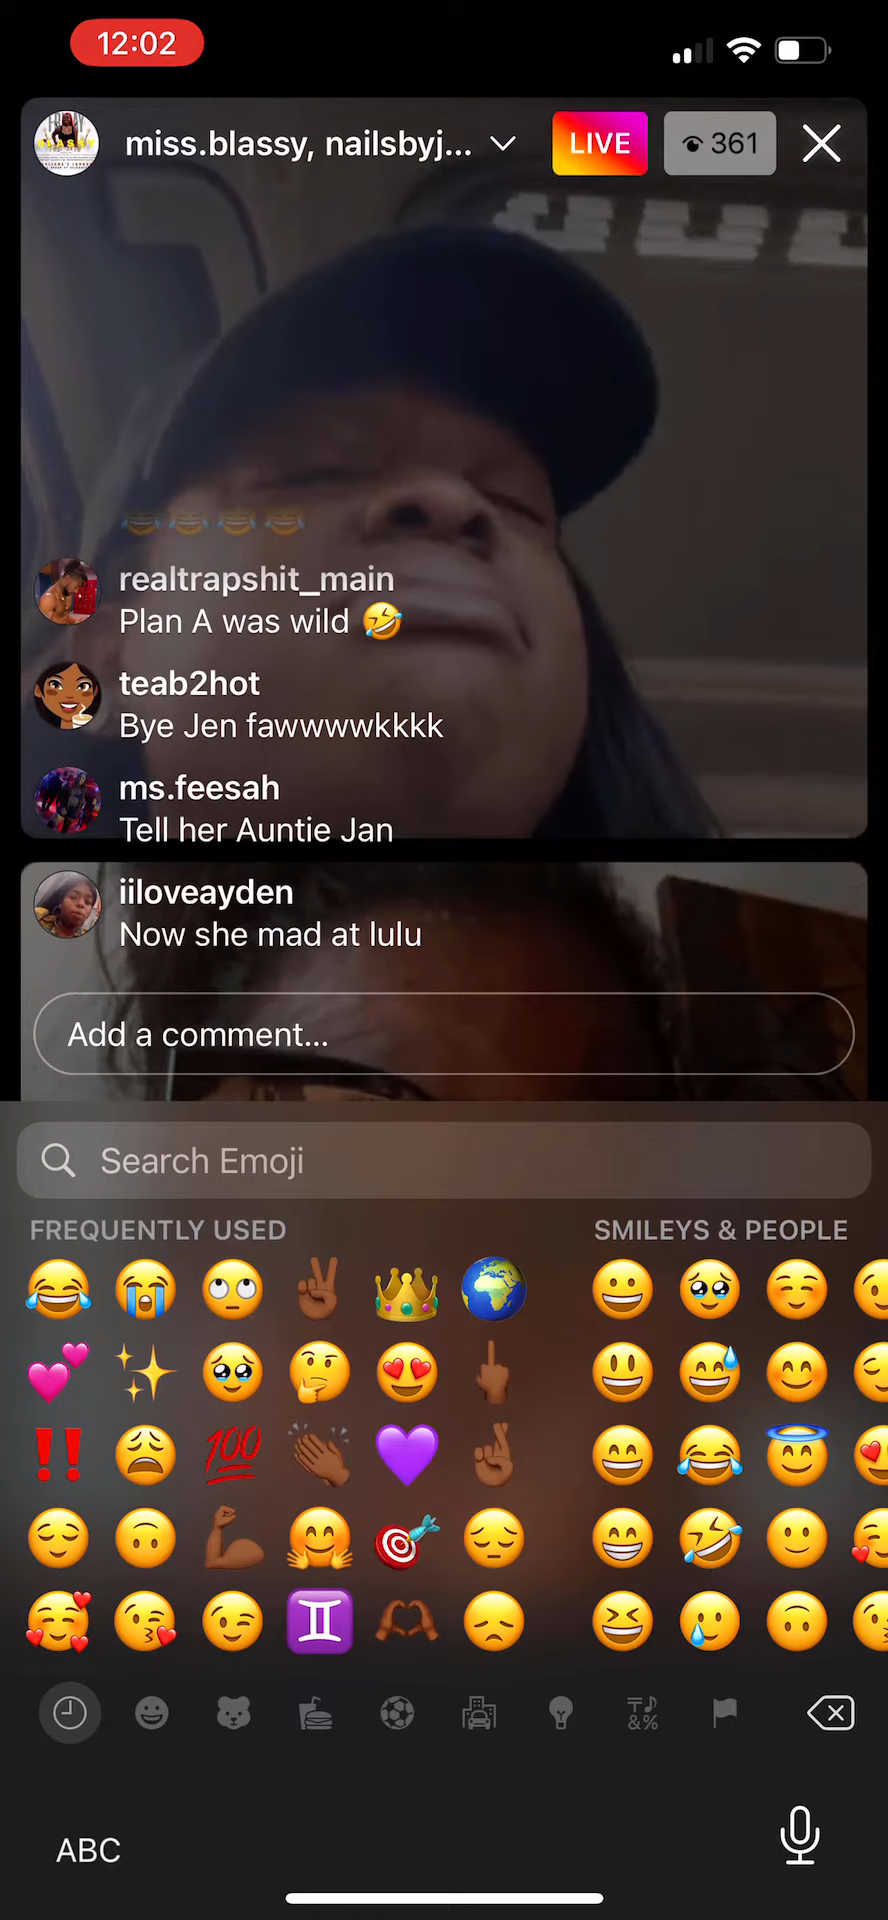 12:02
miss.blassy, nailsbyj...
LIVE
361
realtrapshit_main
Plan A was wild 🤣
teab2hot
Bye Jen fawwwwkkkk
ms.feesah
Tell her Auntie Jan
iiloveayden
Now she mad at lulu
Add a comment...
Search Emoji
FREQUENTLY USED
SMILEYS & PEOPLE
ABC